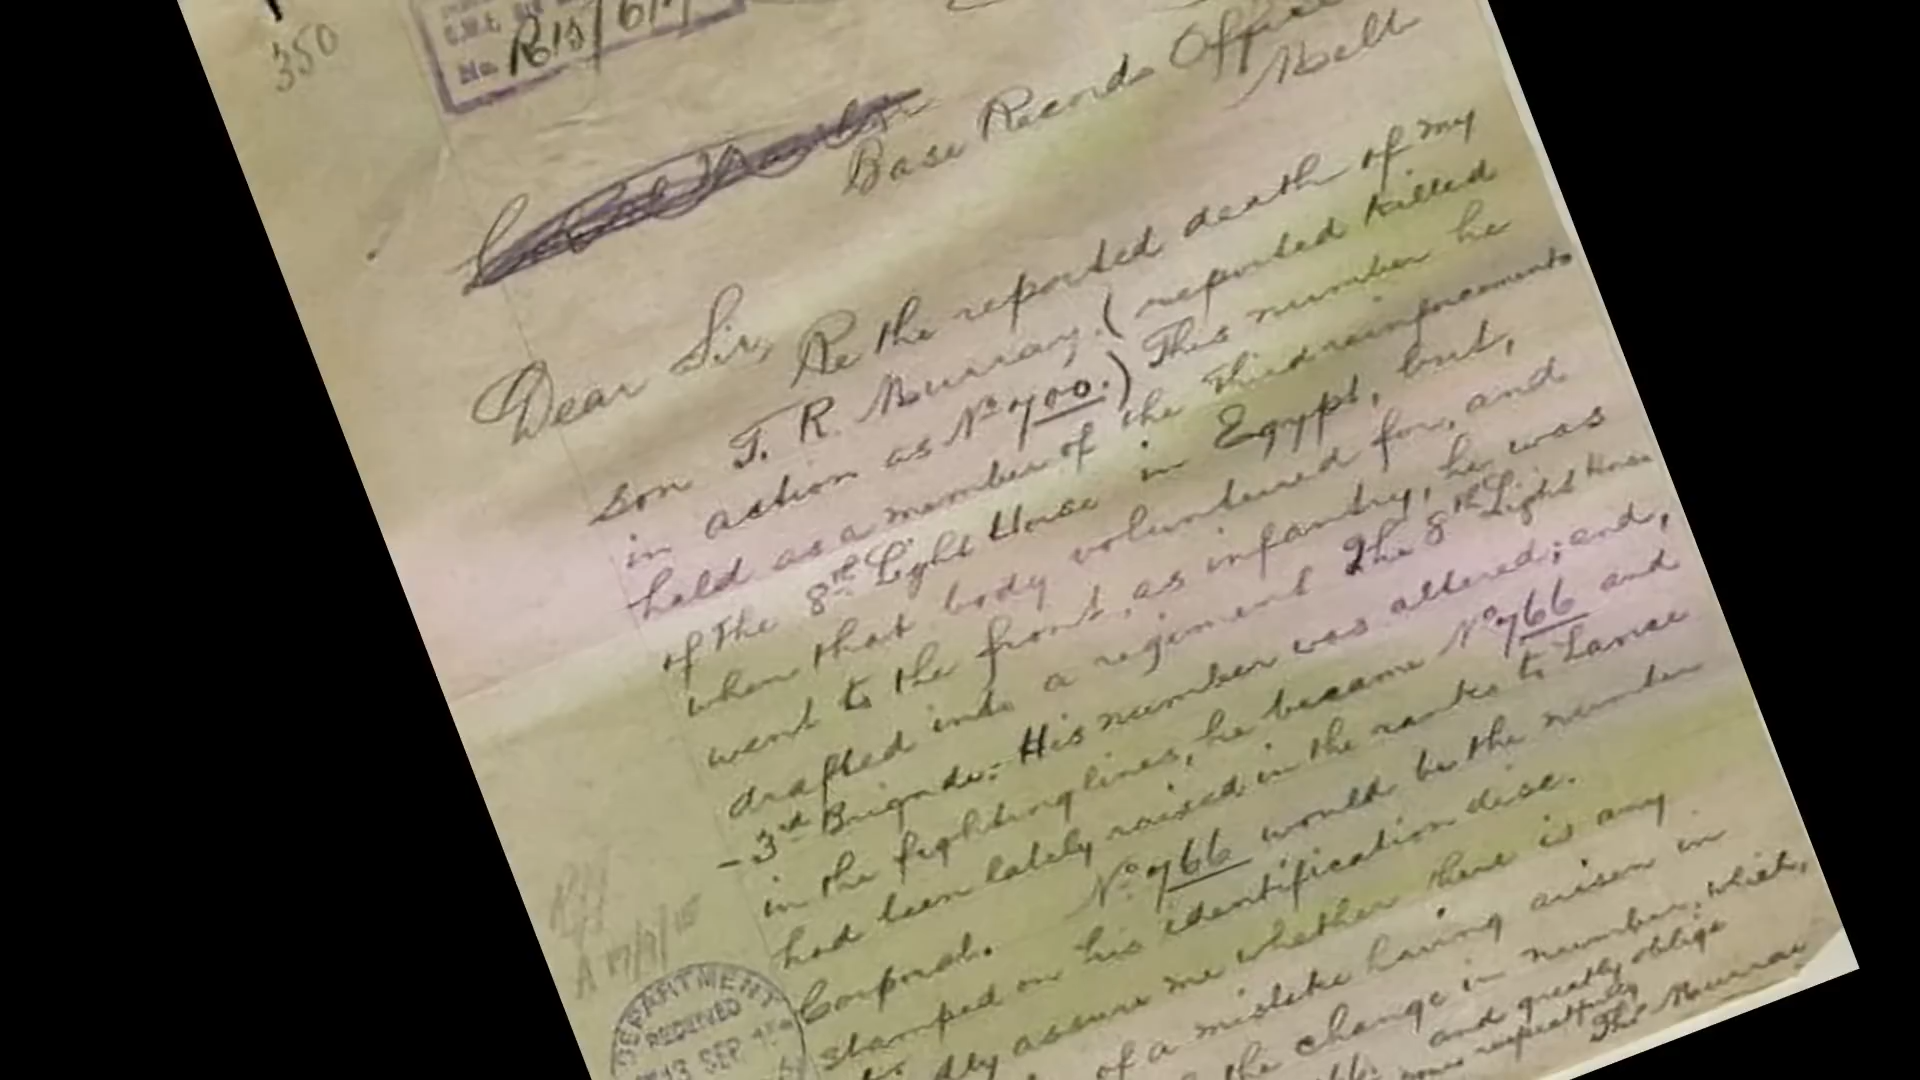 350
No. R15/6/
Base Records Office
Melb
Dear Sir,
Re the reported death of my
son T. R. Murray. (reported killed
in action as No 700.) This number he
held as a member of the third reinforcements
of the 8th Light Horse in Egypt, but,
when that body volunteered for, and
went to the front, as infantry, he was
drafted into a regiment The 8th Light Horse
- 3rd Brigade. His number was altered; and,
in the fighting lines, he became No 766 and
had been lately raised in the ranks to Lance
Corporal. No 766 would be the number
stamped on his identification disc.
assure me whether there is any
of a mistake having arisen in
the change in number, which,
and greatly oblige
yours respectfully
Thos Murray
DEPARTMENT
RECEIVED
13 SEP